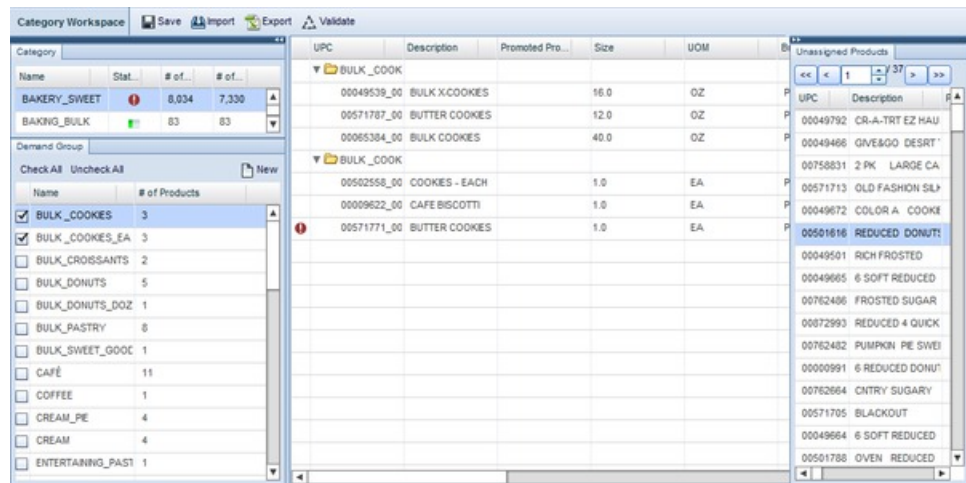 Category Workspace Save Import Export Validate
Category
Name Stat... # of... # of...
BAKERY_SWEET 8,034 7,330
BAKING_BULK 83 83
Demand Group
Check All Uncheck All New
Name # of Products
BULK_COOKIES 3
BULK_COOKIES_EA 3
BULK_CROISSANTS 2
BULK_DONUTS 5
BULK_DONUTS_DOZ 1
BULK_PASTRY 8
BULK_SWEET_GOOD 1
CAFÉ 11
COFFEE 1
CREAM_PIE 4
CREAM 4
ENTERTAINING_PAST 1
UPC Description Promoted Pro... Size UOM
BULK_COOK
00049539_00 BULK X.COOKIES 16.0 OZ
00571787_00 BUTTER COOKIES 12.0 OZ
00065384_00 BULK COOKIES 40.0 OZ
BULK_COOK
00502558_00 COOKIES - EACH 1.0 EA
00009622_00 CAFE BISCOTTI 1.0 EA
00571771_00 BUTTER COOKIES 1.0 EA
Unassigned Products
<< < 1 / 37 > >>
UPC Description
00049792 CR-A-TRT EZ HAU
00049466 GIVE&GO DESRT
00758831 2 PK LARGE CA
00571713 OLD FASHION SILK
00049672 COLOR A COOKIE
00501616 REDUCED DONUTS
00049501 RICH FROSTED
00049665 6 SOFT REDUCED
00762486 FROSTED SUGAR
00872993 REDUCED 4 QUICK
00762482 PUMPKIN PIE SWEE
00000991 6 REDUCED DONUT
00762664 CNTRY SUGARY
00571705 BLACKOUT
00049664 6 SOFT REDUCED
00501788 OVEN REDUCED